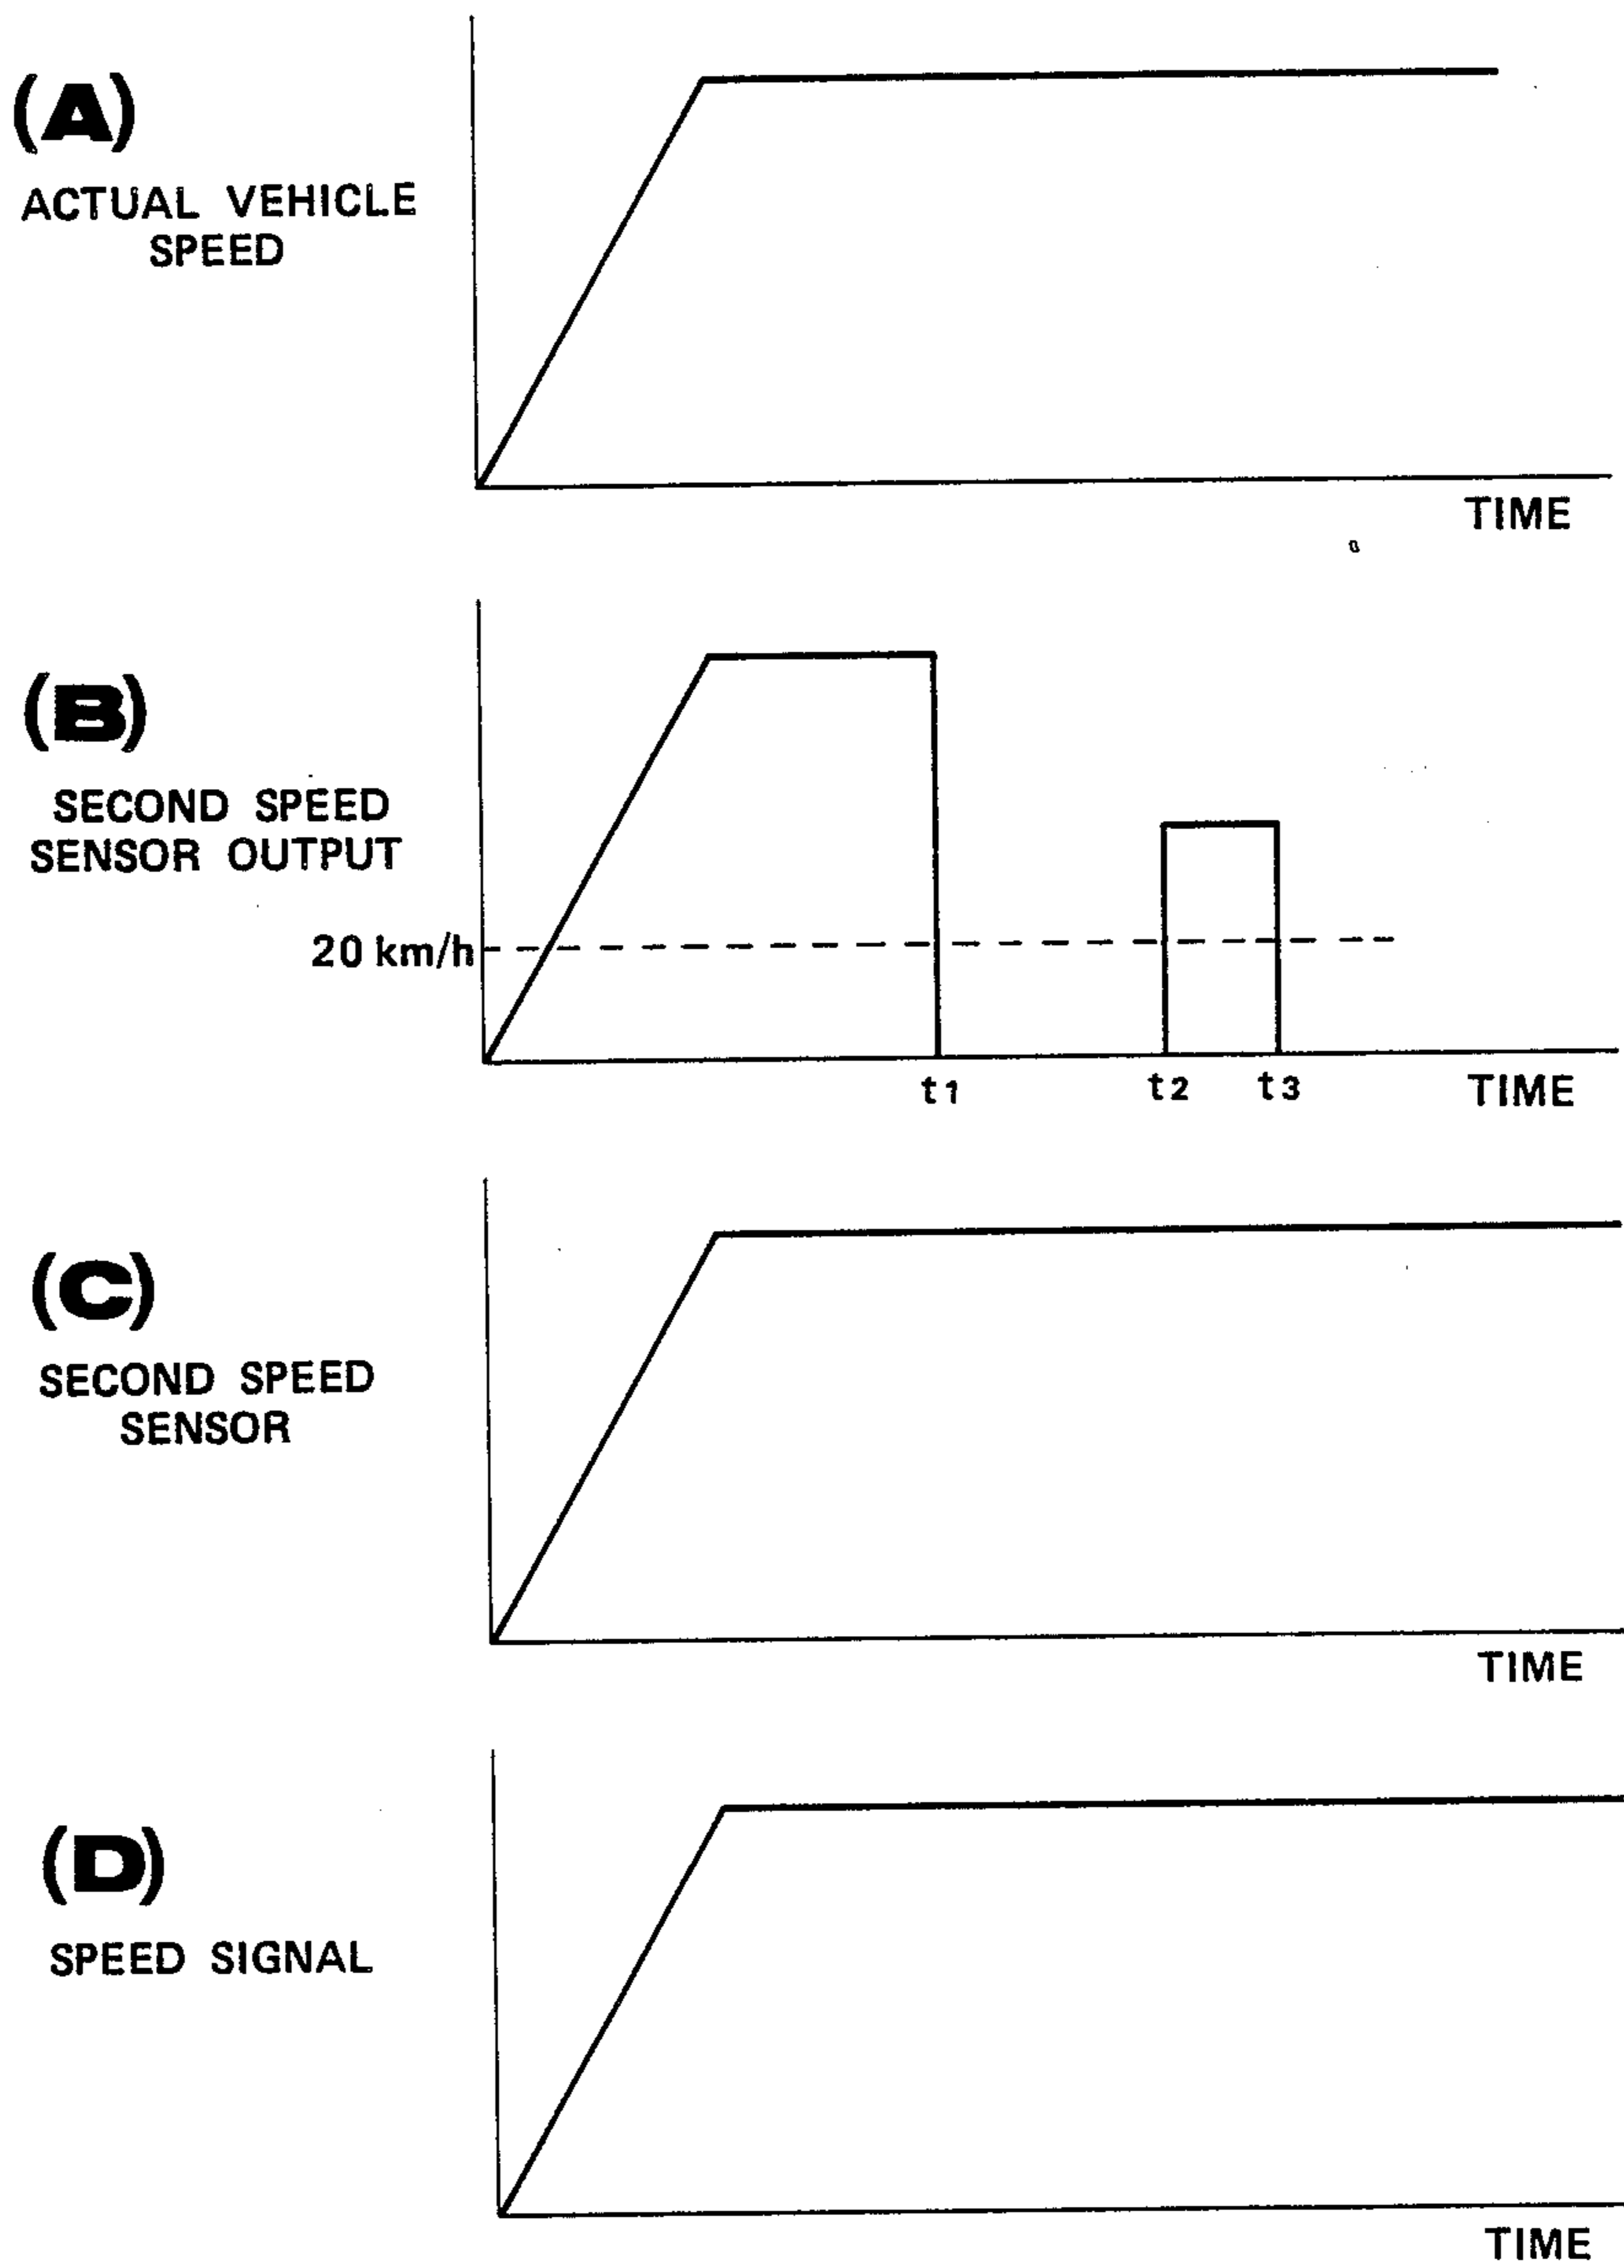 (A)
ACTUAL VEHICLE
SPEED
TIME
(B)
SECOND SPEED
SENSOR OUTPUT
20 km/h
t1 t2 t3 TIME
(C)
SECOND SPEED
SENSOR
TIME
(D)
SPEED SIGNAL
TIME